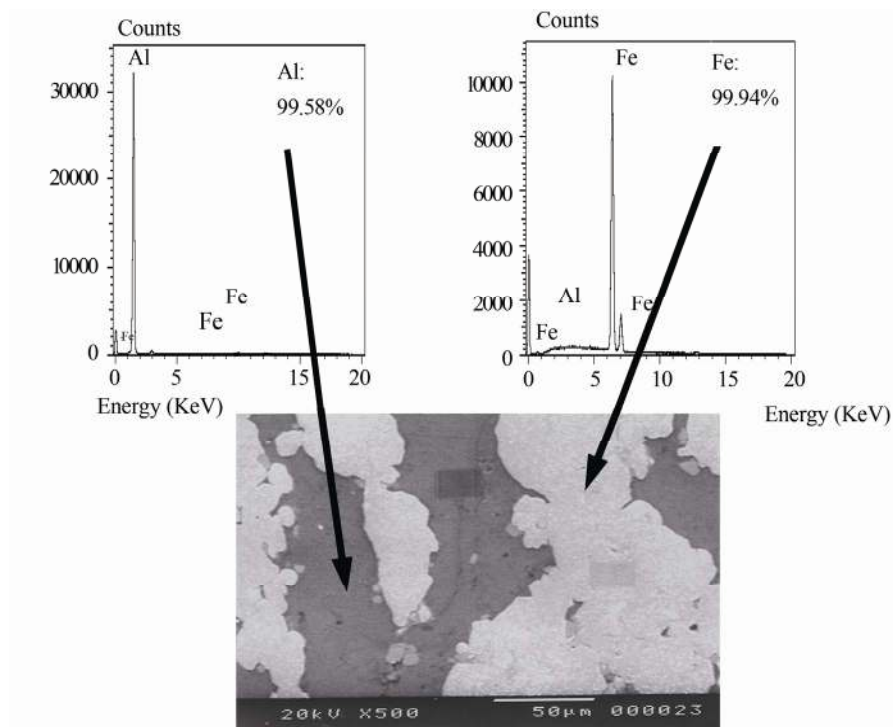 Counts
Al
Al:
99.58%
30000
20000
10000
0
Fe
Fe
Fe
0
5
15
20
Energy (KeV)
Counts
Fe
Fe:
99.94%
10000
8000
6000
4000
2000
0
Al
Fe
Fe
0
5
10
15
20
Energy (KeV)
20kV X500 50μm 000023